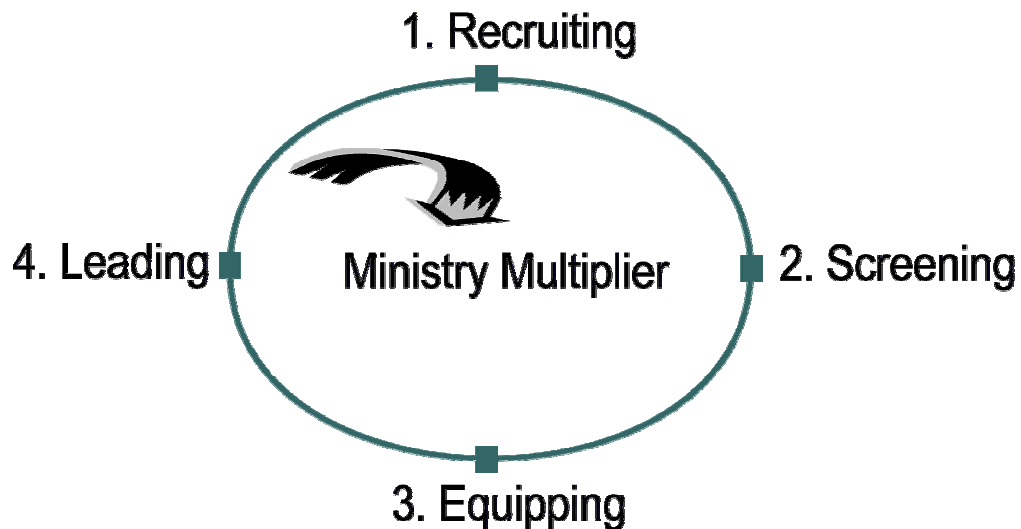 1. Recruiting
4. Leading
Ministry Multiplier
2. Screening
3. Equipping